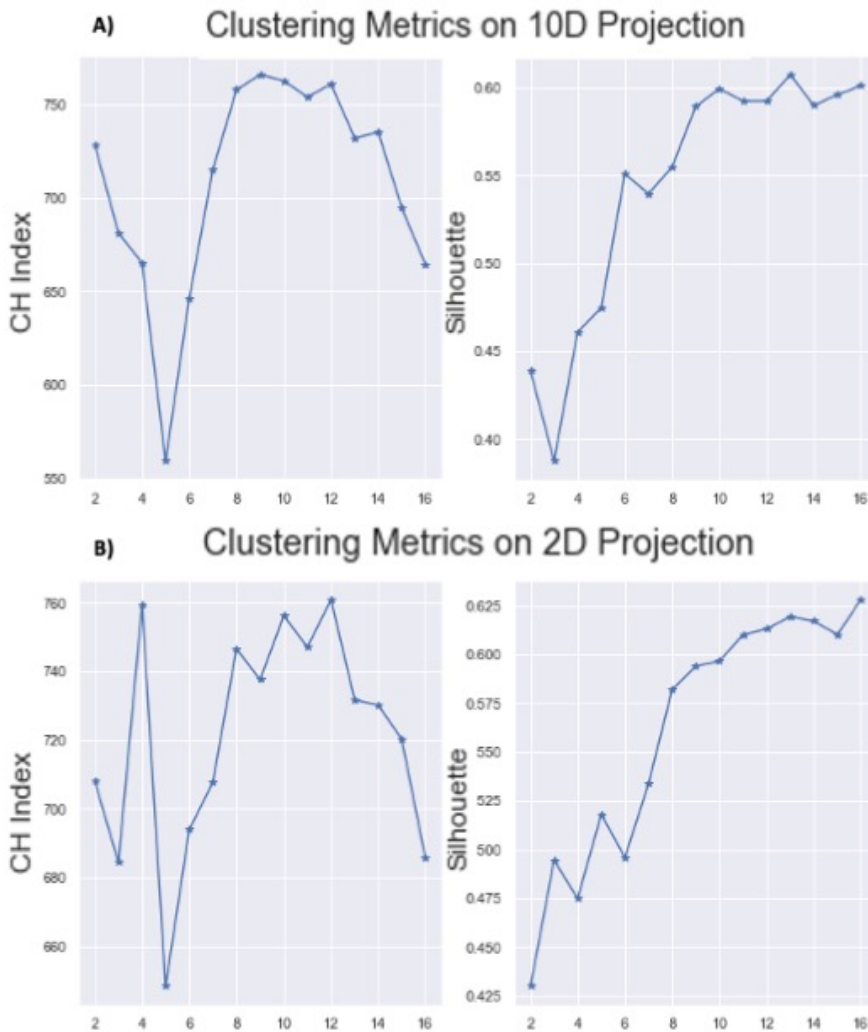 A) Clustering Metrics on 10D Projection
CH Index
750
700
650
600
550
2 4 6 8 10 12 14 16
Silhouette
0.60
0.55
0.50
0.45
0.40
2 4 6 8 10 12 14 16
B) Clustering Metrics on 2D Projection
CH Index
760
740
720
700
680
660
2 4 6 8 10 12 14 16
Silhouette
0.625
0.600
0.575
550
0.525
0.500
0.475
0.450
0.425
2 4 6 8 10 12 14 16